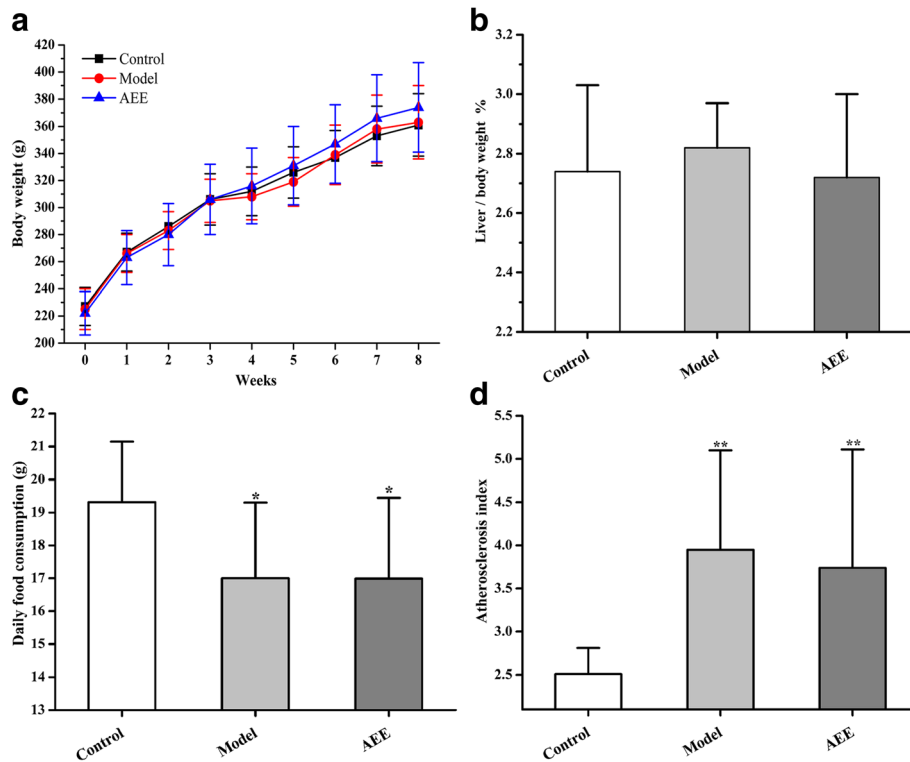 a
420
400
380
360
340
320
300
280
260
240
220
200
Body weight (g)
Control
Model
AEE
0 1 2 3 4 5 6 7 8
Weeks
b
3.2
3.0
2.8
2.6
2.4
2.2
Liver / body weight %
Control
Model
AEE
c
22
21
20
19
18
17
16
15
14
13
Daily food consumption (g)
*
*
Control
Model
AEE
d
5.5
5.0
4.5
4.0
3.5
3.0
2.5
Atherosclerosis index
**
**
Control
Model
AEE